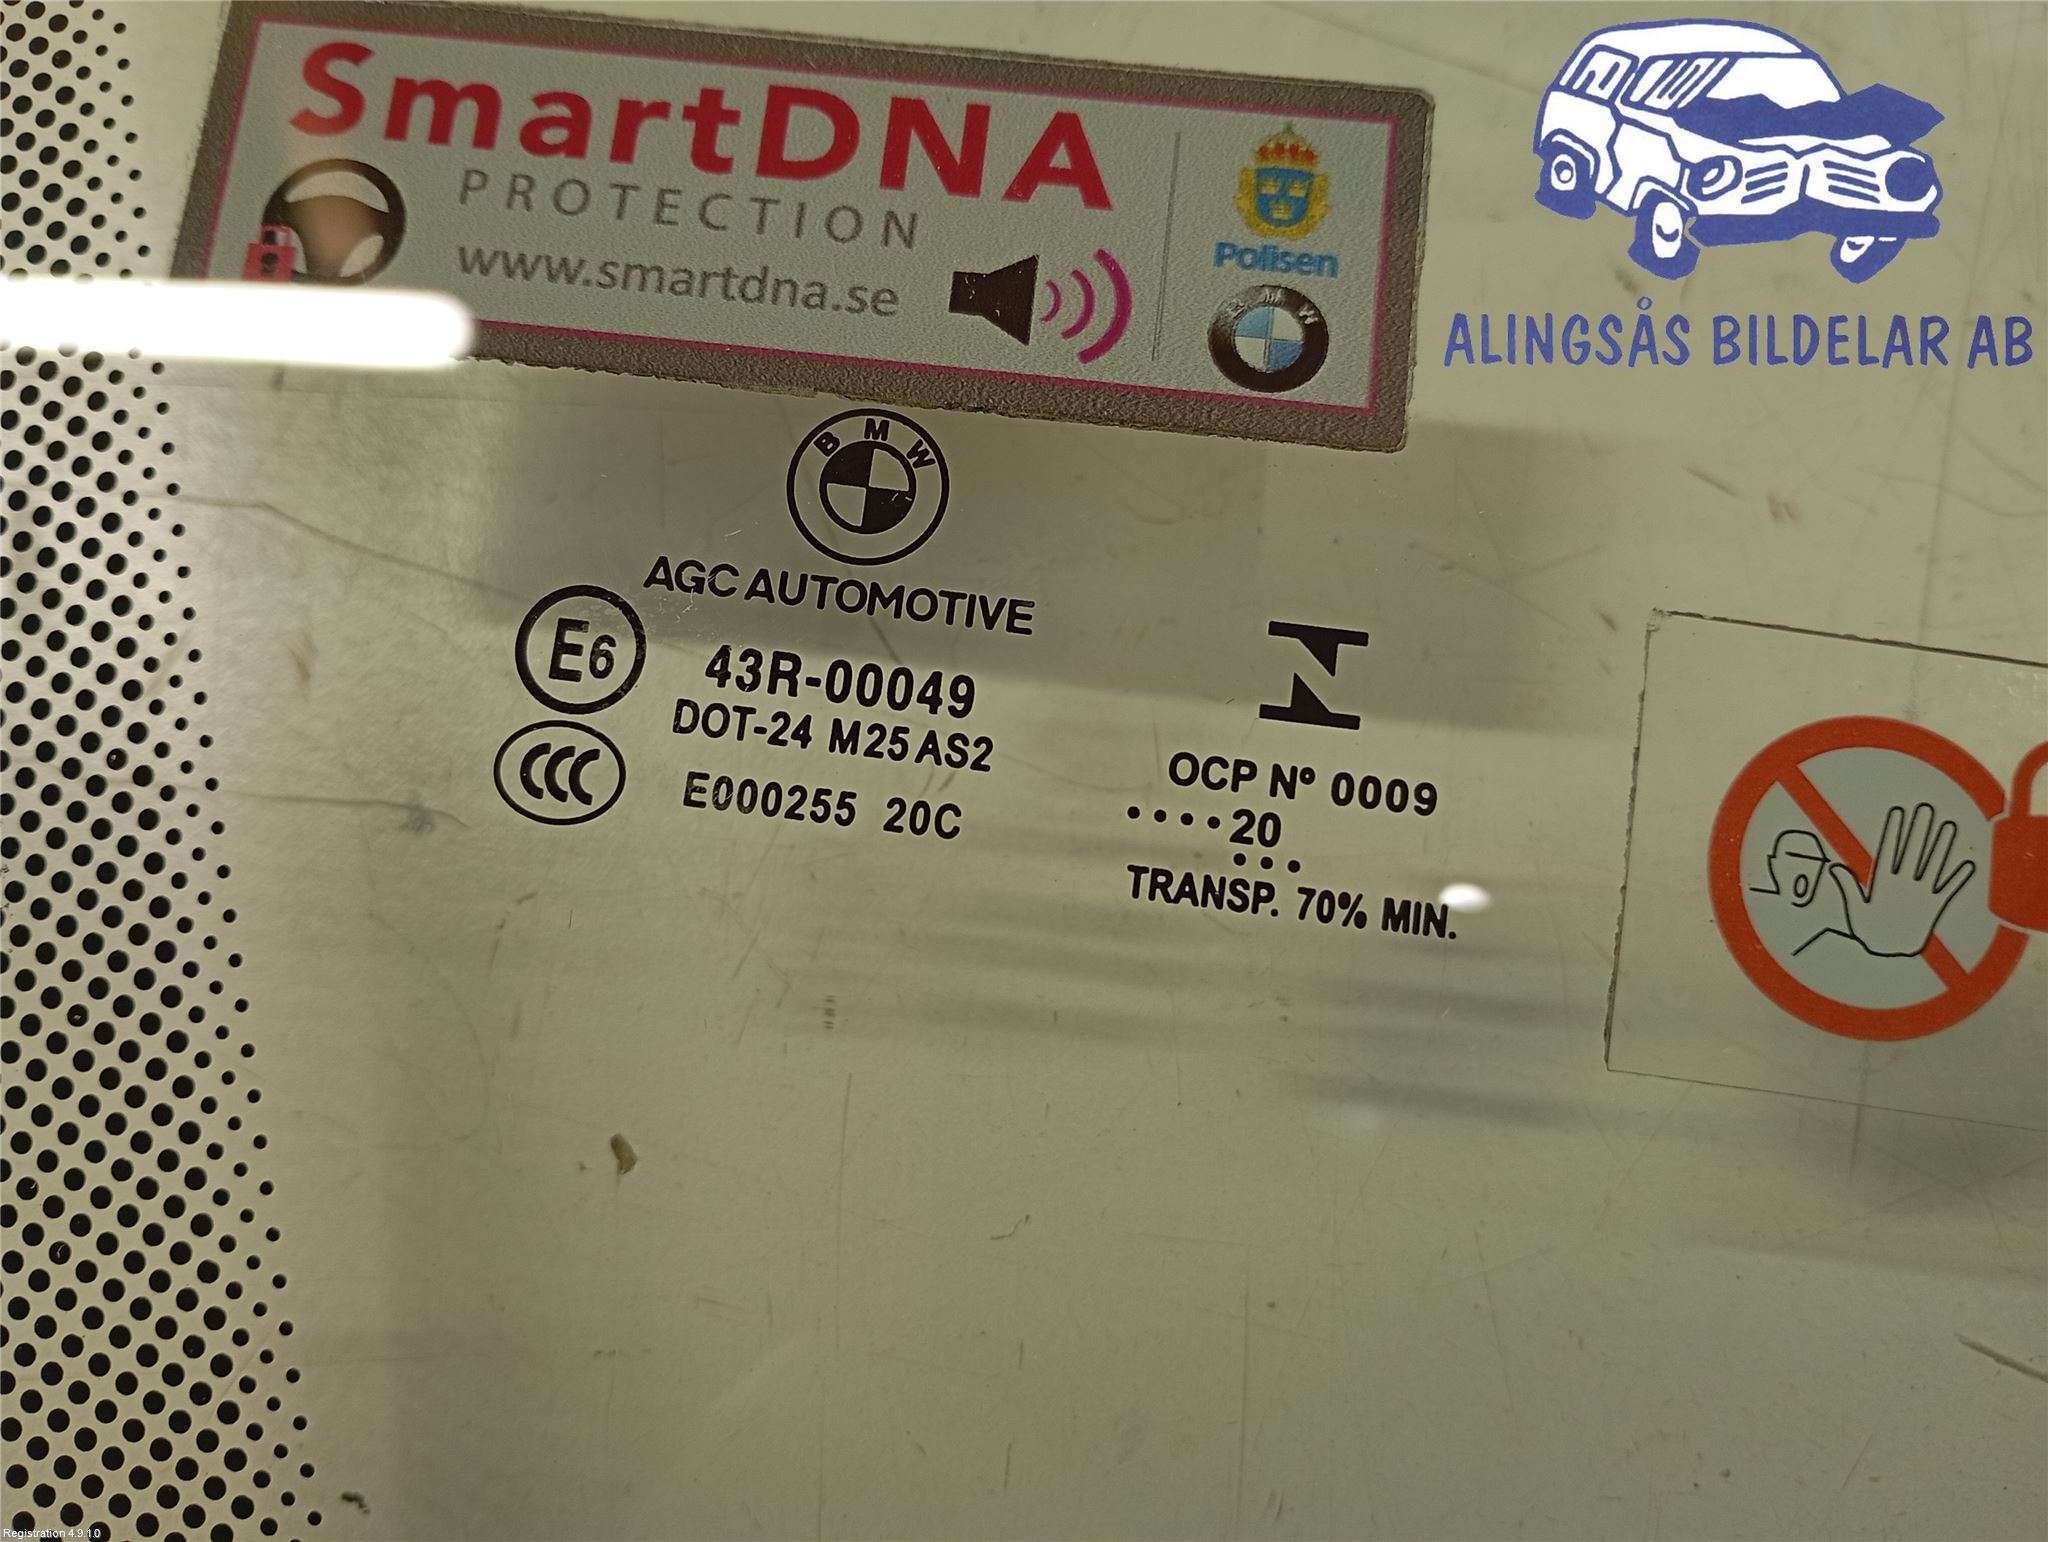 SmartDNA
PROTECTION
www.smartdna.se
Polisen
BMW
ALINGSÅS BILDELAR AB
BMW
AGC AUTOMOTIVE
E6
43R-00049
DOT-24 M25 AS2
CCC
E000255 20C
OCP Nº 0009
....20
...
TRANSP. 70% MIN.
Registration 4.9.1.0